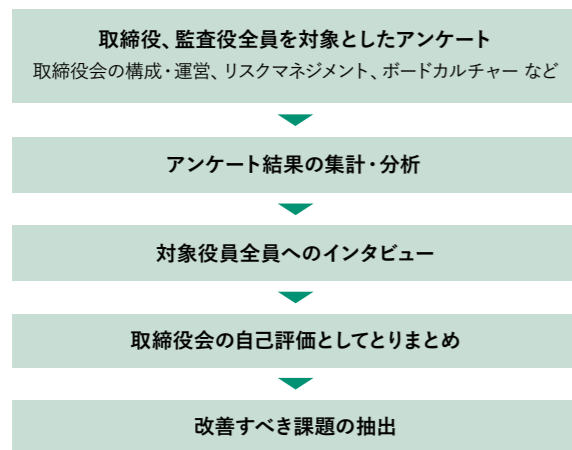 取締役、監査役全員を対象としたアンケート
取締役会の構成・運営、リスクマネジメント、ボードカルチャー など
アンケート結果の集計・分析
対象役員全員へのインタビュー
取締役会の自己評価としてとりまとめ
改善すべき課題の抽出